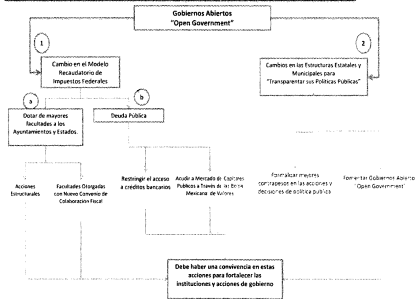 Gobiernos Abiertos
"Open Government"
1
2
Cambio en el Modelo
Recaudatorio de
Impuestos Federales
Cambios en las Estructuras Estatales y
Municipales para
"Transparentar sus Políticas Publicas"
a
b
Dotar de mayores
facultades a los
Ayuntamientos y Estados.
Deuda Pública
Acciones
Estructurales
Facultades Otorgadas
con Nuevo Convenio de
Colaboración Fiscal
Restringir el acceso
a créditos bancarios
Acudir a Mercado de Capitales
Publicos a Través de la Bolsa
Mexicana de Valores
Formalizar mayores
contrapesos en las acciones y
decisiones de política publica
Fomentar Gobierno Abierto
"Open Government"
Debe haber una convivencia en estas
acciones para fortalecer las
instituciones y acciones de gobierno